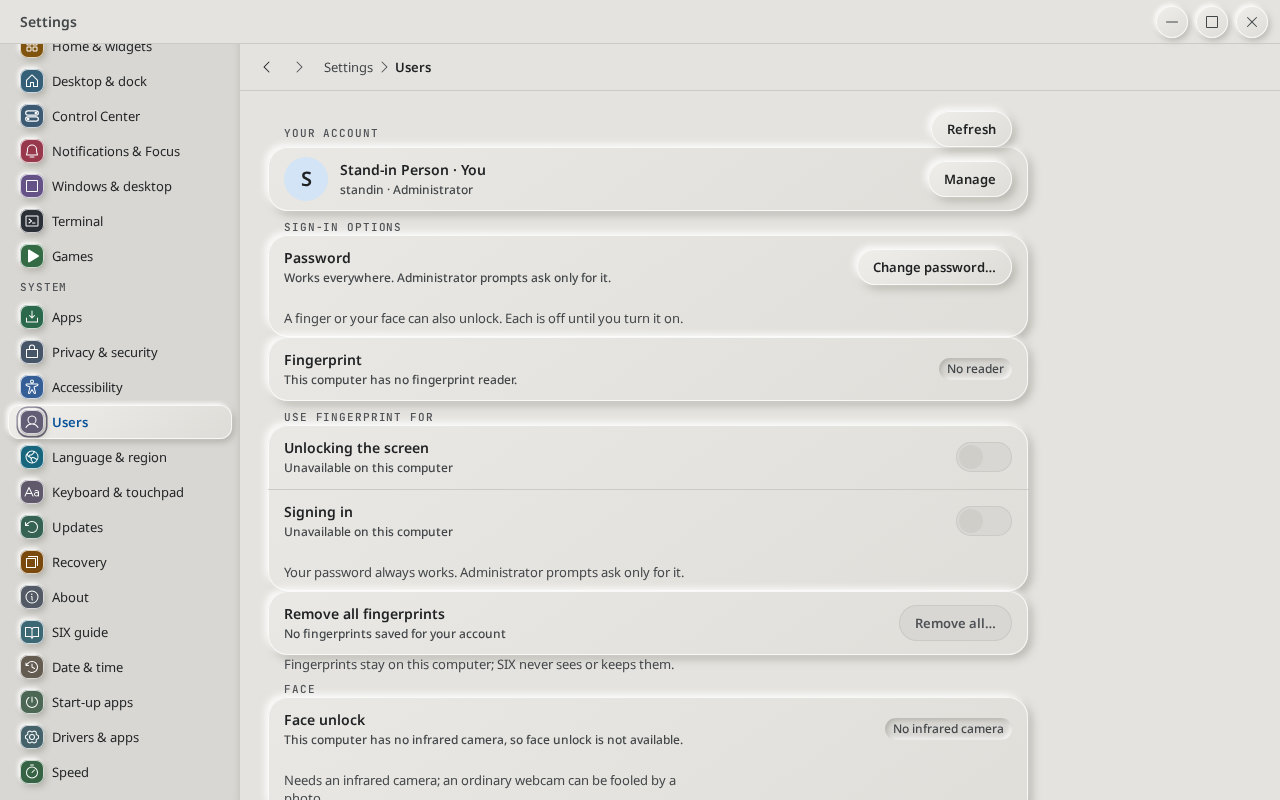 Settings
Home & widgets
Desktop & dock
Control Center
Notifications & Focus
Windows & desktop
Terminal
Games
SYSTEM
Apps
Privacy & security
Accessibility
Users
Language & region
Aa
Keyboard & touchpad
Updates
Recovery
About
SIX guide
Date & time
Start-up apps
Drivers & apps
Speed
Settings
Users
YOUR ACCOUNT
Refresh
S
Stand-in Person · You
standin · Administrator
Manage
SIGN-IN OPTIONS
Password
Works everywhere. Administrator prompts ask only for it.
Change password...
A finger or your face can also unlock. Each is off until you turn it on.
Fingerprint
This computer has no fingerprint reader.
No reader
USE FINGERPRINT FOR
Unlocking the screen
Unavailable on this computer
Signing in
Unavailable on this computer
Your password always works. Administrator prompts ask only for it.
Remove all fingerprints
No fingerprints saved for your account
Remove all...
Fingerprints stay on this computer; SIX never sees or keeps them.
FACE
Face unlock
This computer has no infrared camera, so face unlock is not available.
No infrared camera
Needs an infrared camera; an ordinary webcam can be fooled by a
photo.